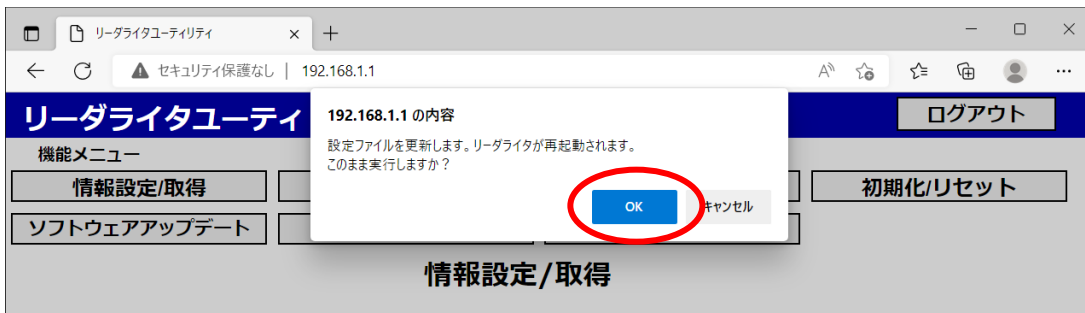 リーダライタユーティリティ
セキュリティ保護なし | 192.168.1.1
リーダライタユーティ
192.168.1.1 の内容
設定ファイルを更新します。リーダライタが再起動されます。
このまま実行しますか？
OK
キャンセル
ログアウト
機能メニュー
情報設定/取得
初期化/リセット
ソフトウェアアップデート
情報設定/取得